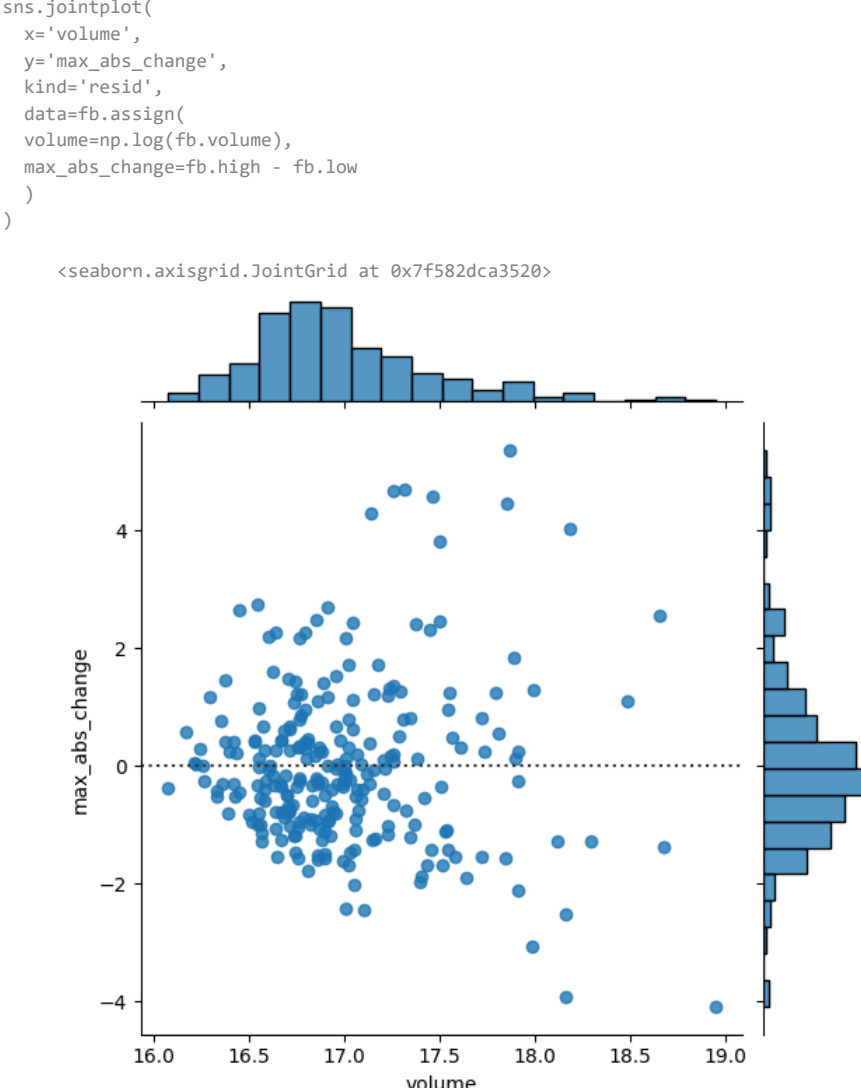 sns.jointplot(
x='volume',
y='max_abs_change',
kind='resid',
data=fb.assign(
volume=np.log(fb.volume),
max_abs_change=fb.high - fb.low
)
)
<seaborn.axisgrid.JointGrid at 0x7f582dca3520>
4
2
0
−2
−4
max_abs_change
16.0 16.5 17.0 17.5 18.0 18.5 19.0
volume